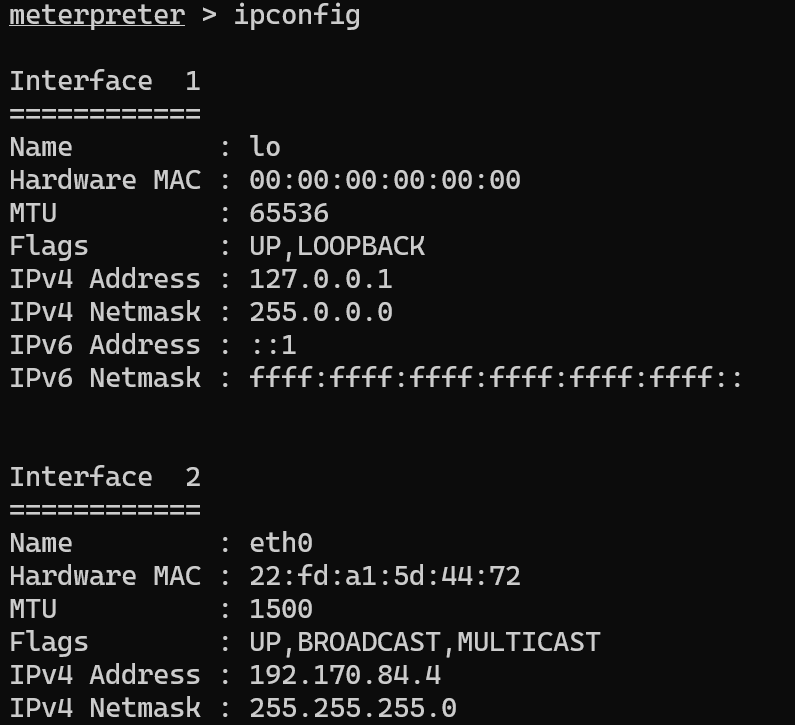 meterpreter > ipconfig
Interface  1
============
Name         : lo
Hardware MAC : 00:00:00:00:00:00
MTU          : 65536
Flags        : UP,LOOPBACK
IPv4 Address : 127.0.0.1
IPv4 Netmask : 255.0.0.0
IPv6 Address : ::1
IPv6 Netmask : ffff:ffff:ffff:ffff:ffff:ffff::
Interface  2
============
Name         : eth0
Hardware MAC : 22:fd:a1:5d:44:72
MTU          : 1500
Flags        : UP,BROADCAST,MULTICAST
IPv4 Address : 192.170.84.4
IPv4 Netmask : 255.255.255.0